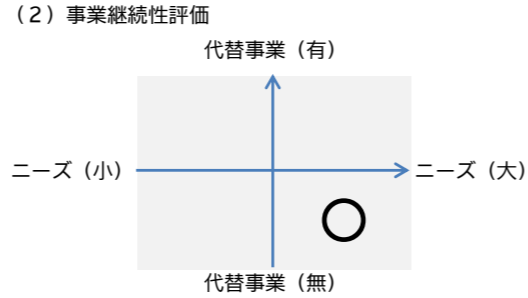 （２）事業継続性評価
代替事業（有）
ニーズ（小）
ニーズ（大）
代替事業（無）